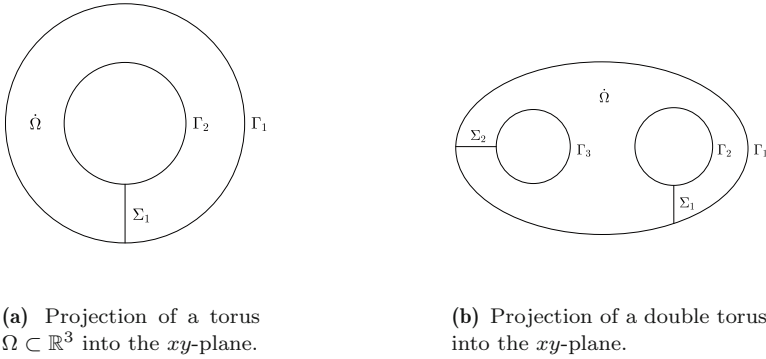 Ω̇
Γ₂
Γ₁
Σ₁
Ω̇
Σ₂
Γ₃
Γ₂
Γ₁
Σ₁
(a) Projection of a torus
Ω ⊂ ℝ³ into the xy-plane.
(b) Projection of a double torus
into the xy-plane.